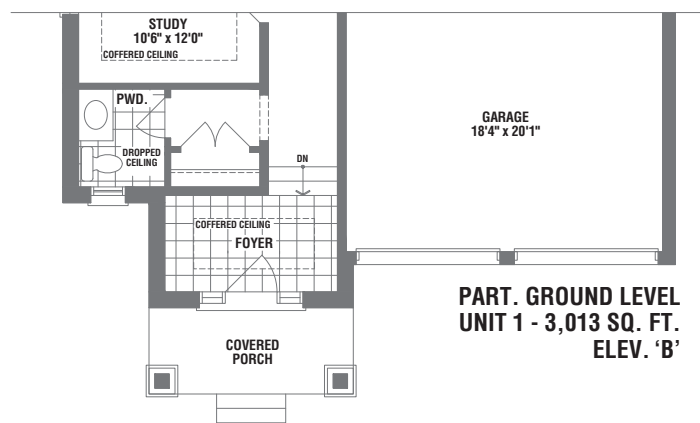 STUDY
10'6" x 12'0"
COFFERED CEILING
PWD.
DROPPED
CEILING
GARAGE
18'4" x 20'1"
DN
COFFERED CEILING
FOYER
COVERED
PORCH
PART. GROUND LEVEL
UNIT 1 - 3,013 SQ. FT.
ELEV. ‘B’